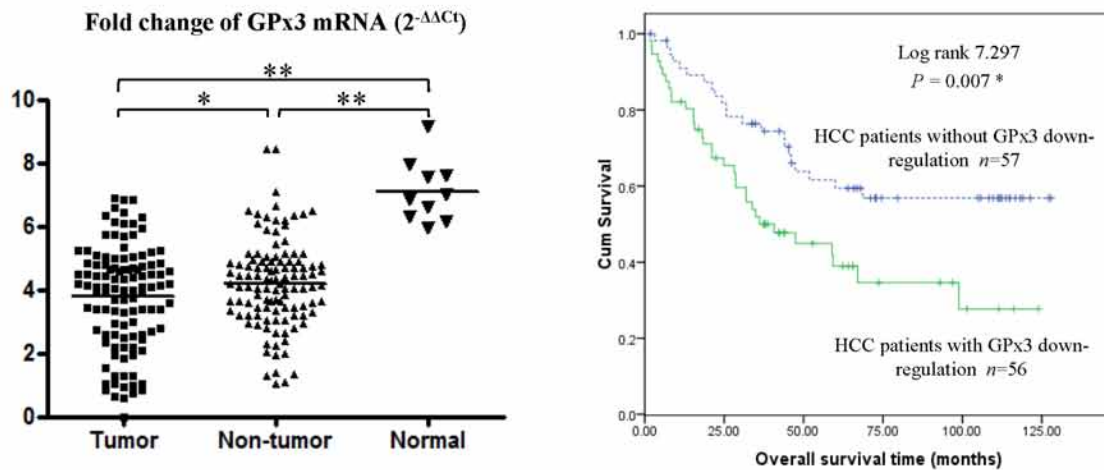 Fold change of GPx3 mRNA (2^-ΔΔCt)
**
* **
10
8
6
4
2
0
Tumor Non-tumor Normal
Log rank 7.297
P = 0.007 *
HCC patients without GPx3 down-
regulation n=57
HCC patients with GPx3 down-
regulation n=56
Cum Survival
1.0
0.8
0.6
0.4
0.2
0.0
0.00 25.00 50.00 75.00 100.00 125.00
Overall survival time (months)